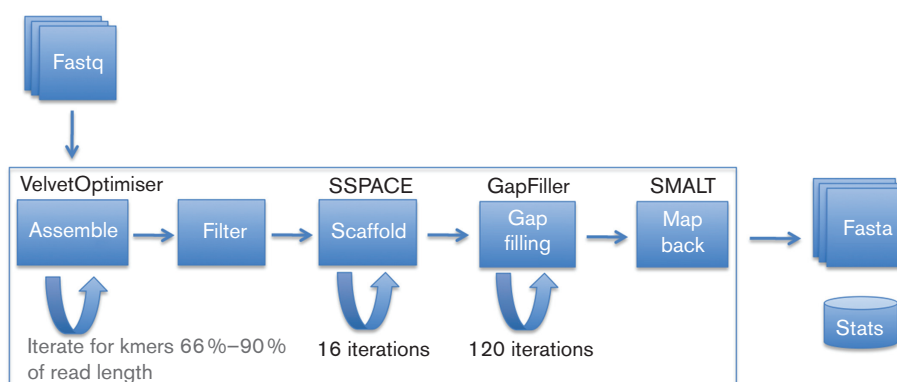 Fastq
VelvetOptimiser
SSPACE
GapFiller
SMALT
Assemble
Filter
Scaffold
Gap
filling
Map
back
Fasta
Iterate for kmers 66 %–90 %
of read length
16 iterations
120 iterations
Stats